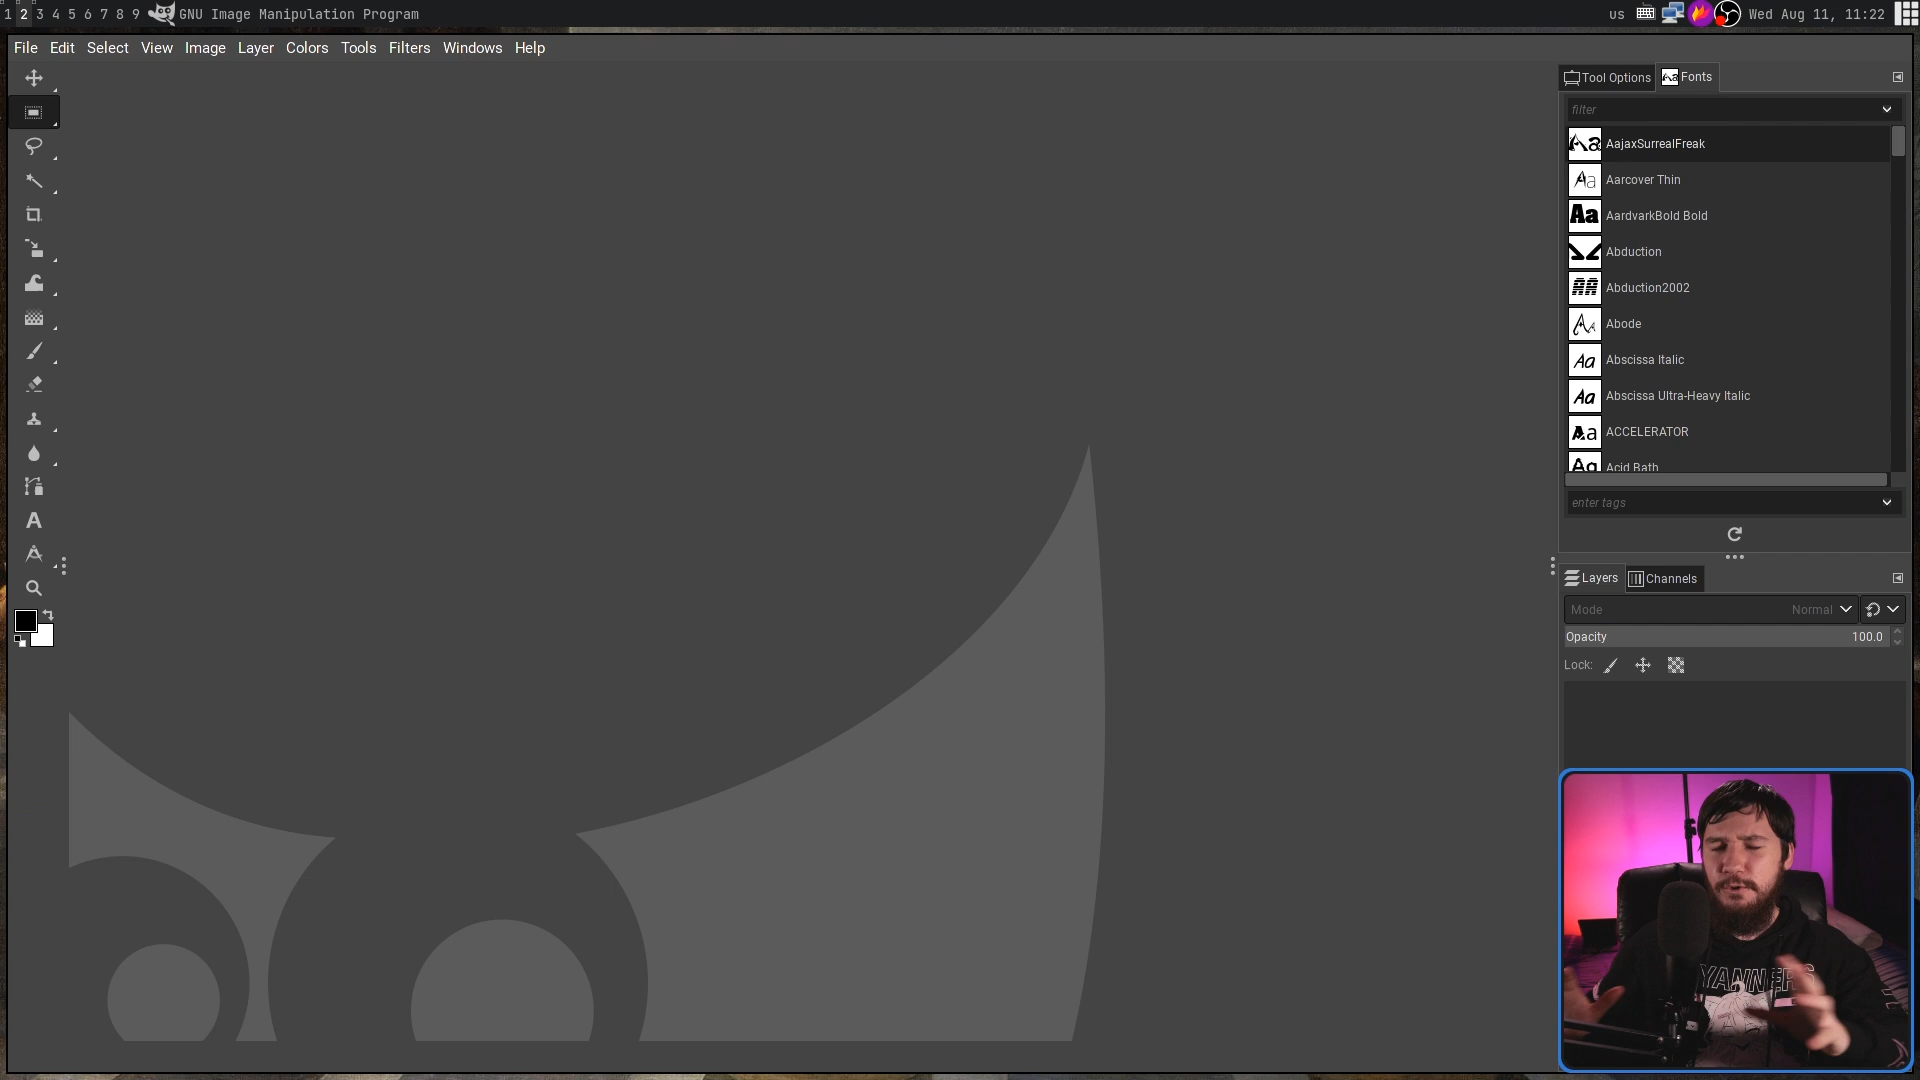 1 2 3 4 5 6 7 8 9 GNU Image Manipulation Program us Wed Aug 11, 11:22
File Edit Select View Image Layer Colors Tools Filters Windows Help
Tool Options Fonts
filter
AajaxSurrealFreak
Aarcover Thin
AardvarkBold Bold
Abduction
Abduction2002
Abode
Abscissa Italic
Abscissa Ultra-Heavy Italic
ACCELERATOR
Acid Bath
enter tags
Layers Channels
Mode Normal
Opacity 100.0
Lock:
YANNERS